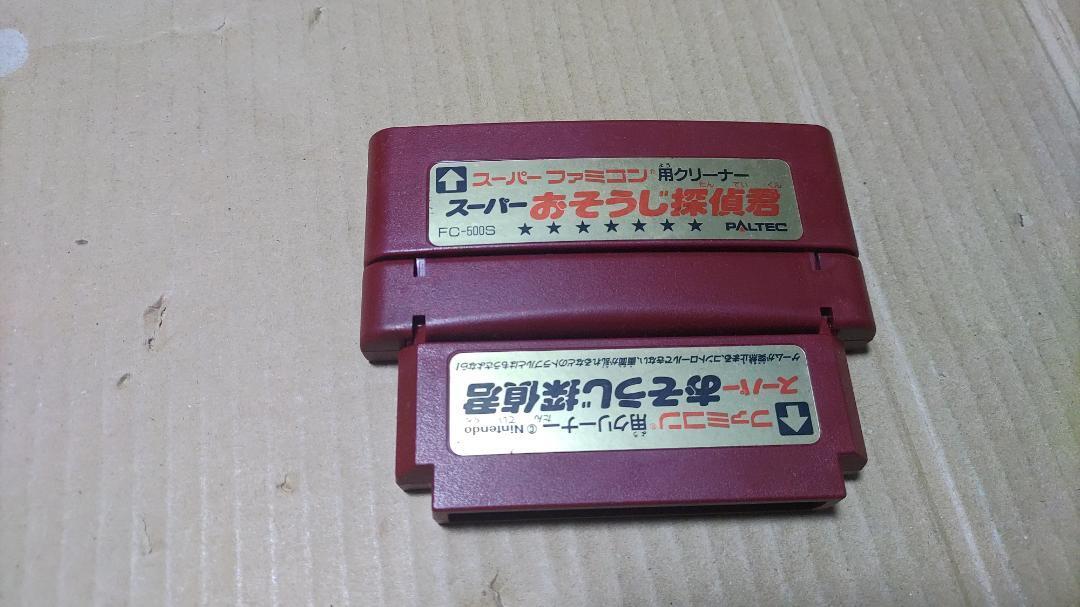 スーパーファミコン®用クリーナー
スーパーおそうじ探偵君
FC-500S ★★★★★★★ PALTEC
ファミコン®用クリーナー ©Nintendo
スーパーおそうじ探偵君